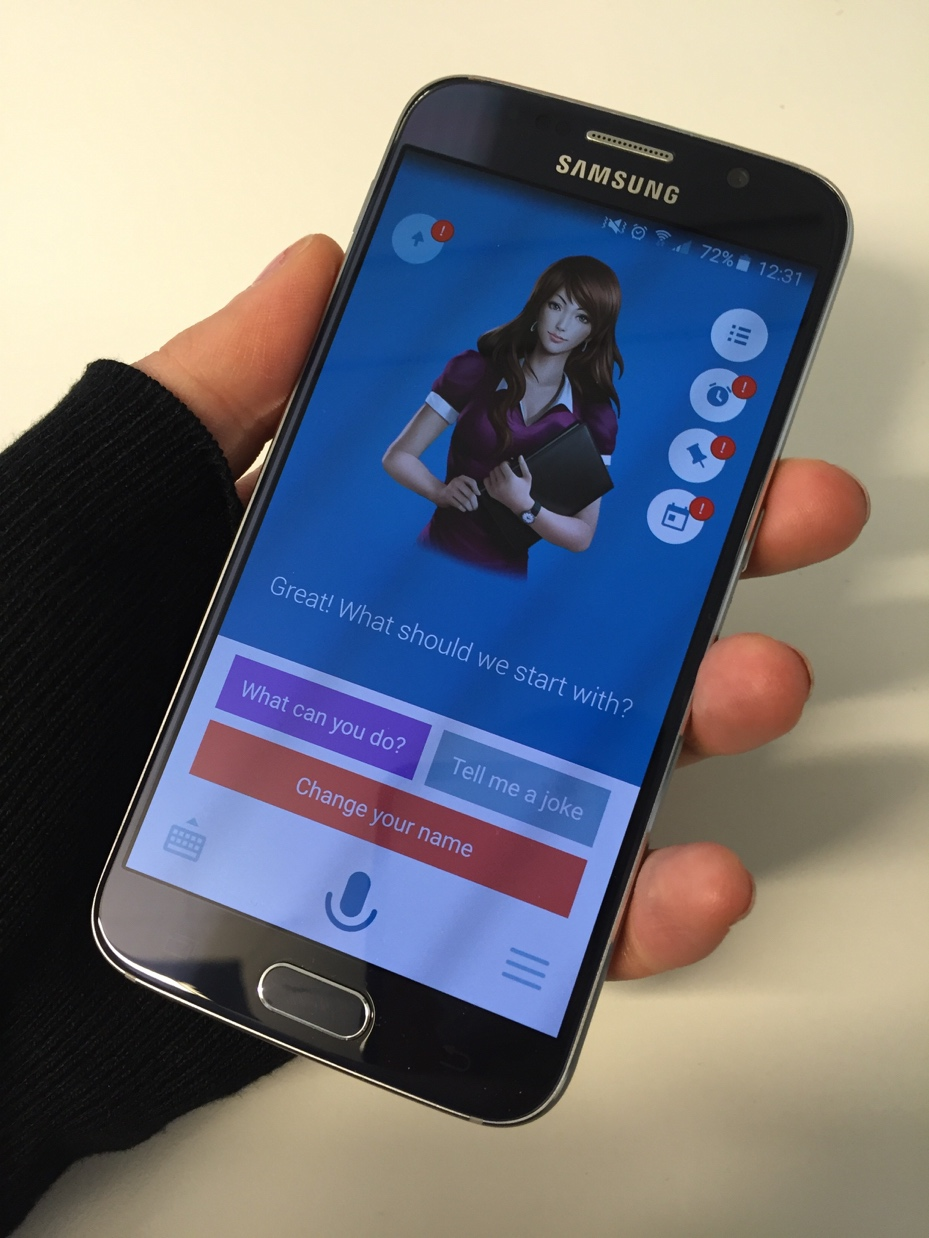 SAMSUNG
72% 12:31
!
!
!
!
Great! What should we start with?
What can you do?
Tell me a joke
Change your name